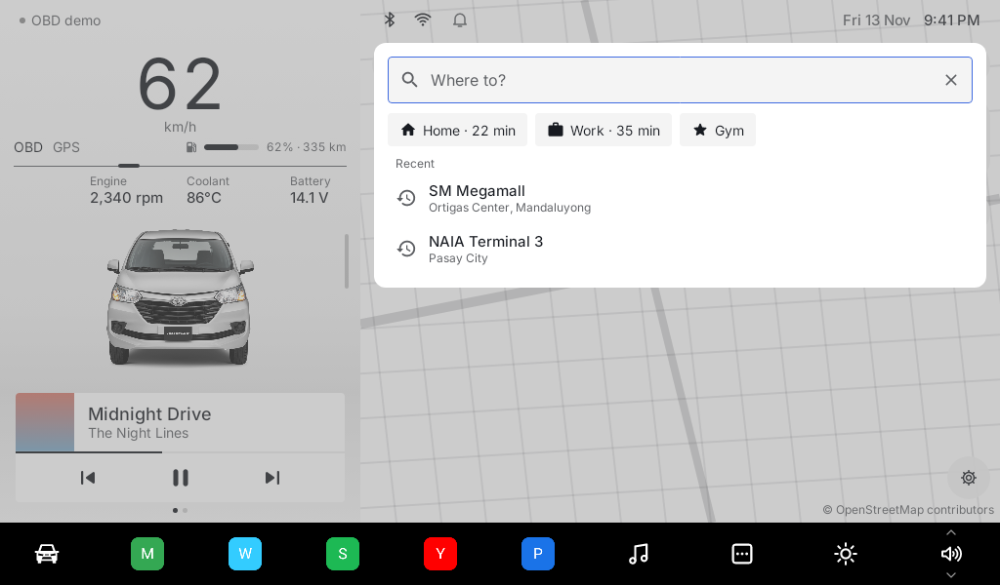 OBD demo
Fri 13 Nov 9:41 PM
62
km/h
OBD GPS
62% · 335 km
Engine
2,340 rpm
Coolant
86°C
Battery
14.1 V
Midnight Drive
The Night Lines
Where to?
Home · 22 min
Work · 35 min
Gym
Recent
SM Megamall
Ortigas Center, Mandaluyong
NAIA Terminal 3
Pasay City
© OpenStreetMap contributors
M
W
S
Y
P